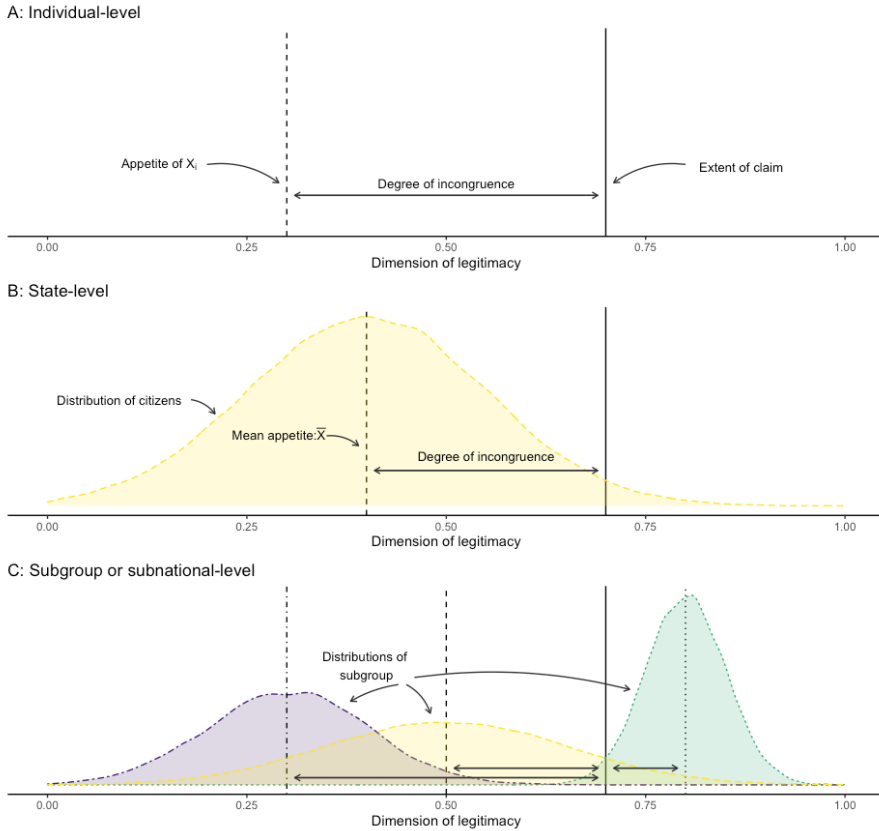 A: Individual-level
Appetite of Xᵢ
Degree of incongruence
Extent of claim
0.00 0.25 0.50 0.75 1.00
Dimension of legitimacy
B: State-level
Distribution of citizens
Mean appetite:X̅
Degree of incongruence
0.00 0.25 0.50 0.75 1.00
Dimension of legitimacy
C: Subgroup or subnational-level
Distributions of
subgroup
0.00 0.25 0.50 0.75 1.00
Dimension of legitimacy